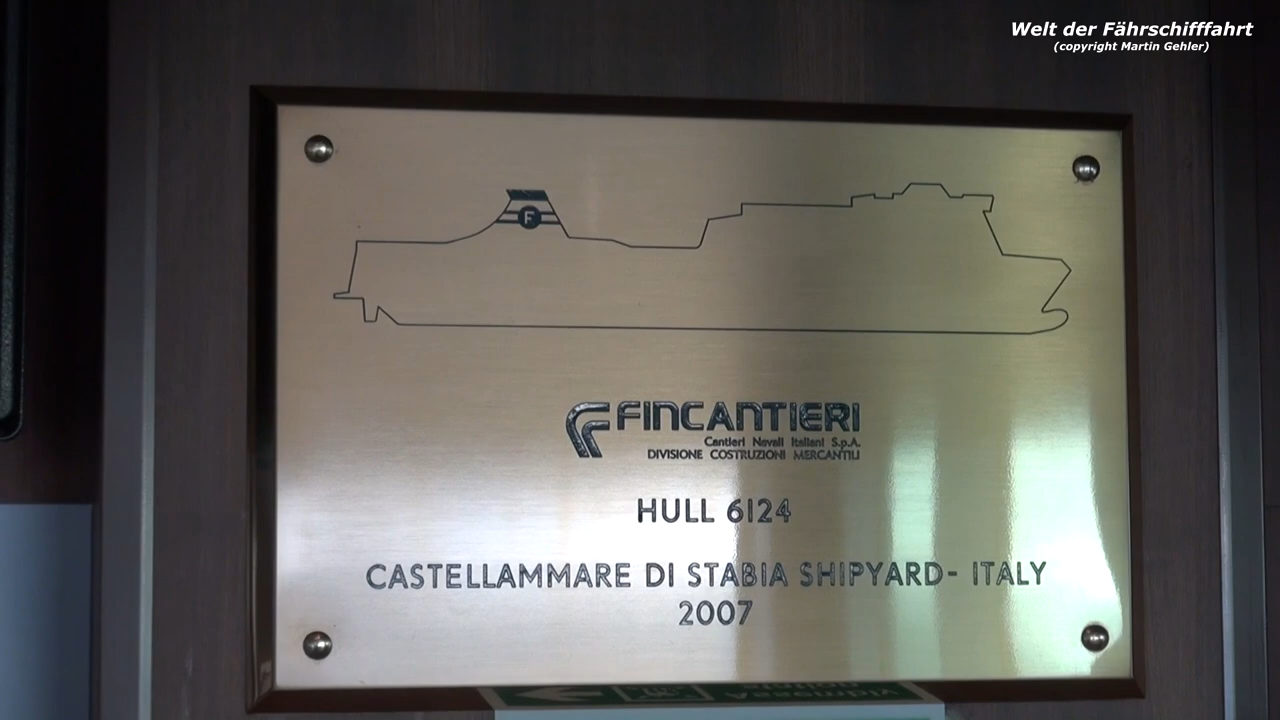 Welt der Fährschifffahrt
(copyright Martin Gehler)
F
FINCANTIERI
Cantieri Navali Italiani S.p.A.
DIVISIONE COSTRUZIONI MERCANTILI
HULL 6124
CASTELLAMMARE DI STABIA SHIPYARD- ITALY
2007
Assembly